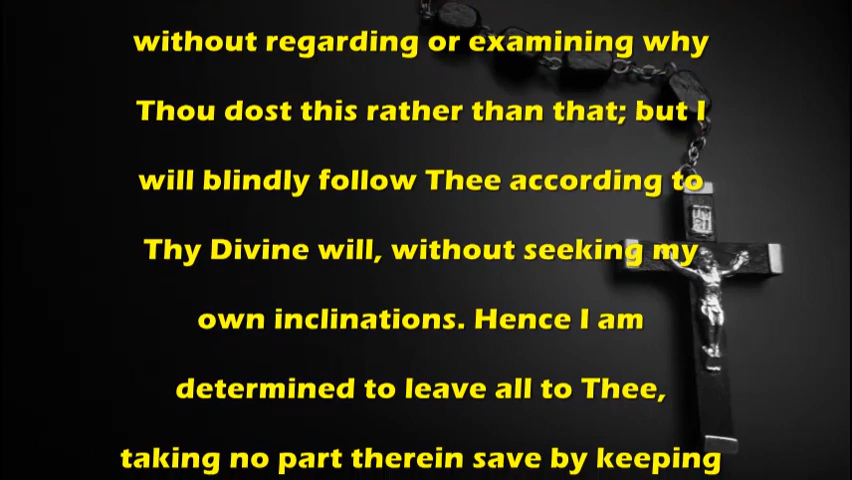 without regarding or examining why
Thou dost this rather than that; but I
will blindly follow Thee according to
Thy Divine will, without seeking my
own inclinations. Hence I am
determined to leave all to Thee,
taking no part therein save by keeping